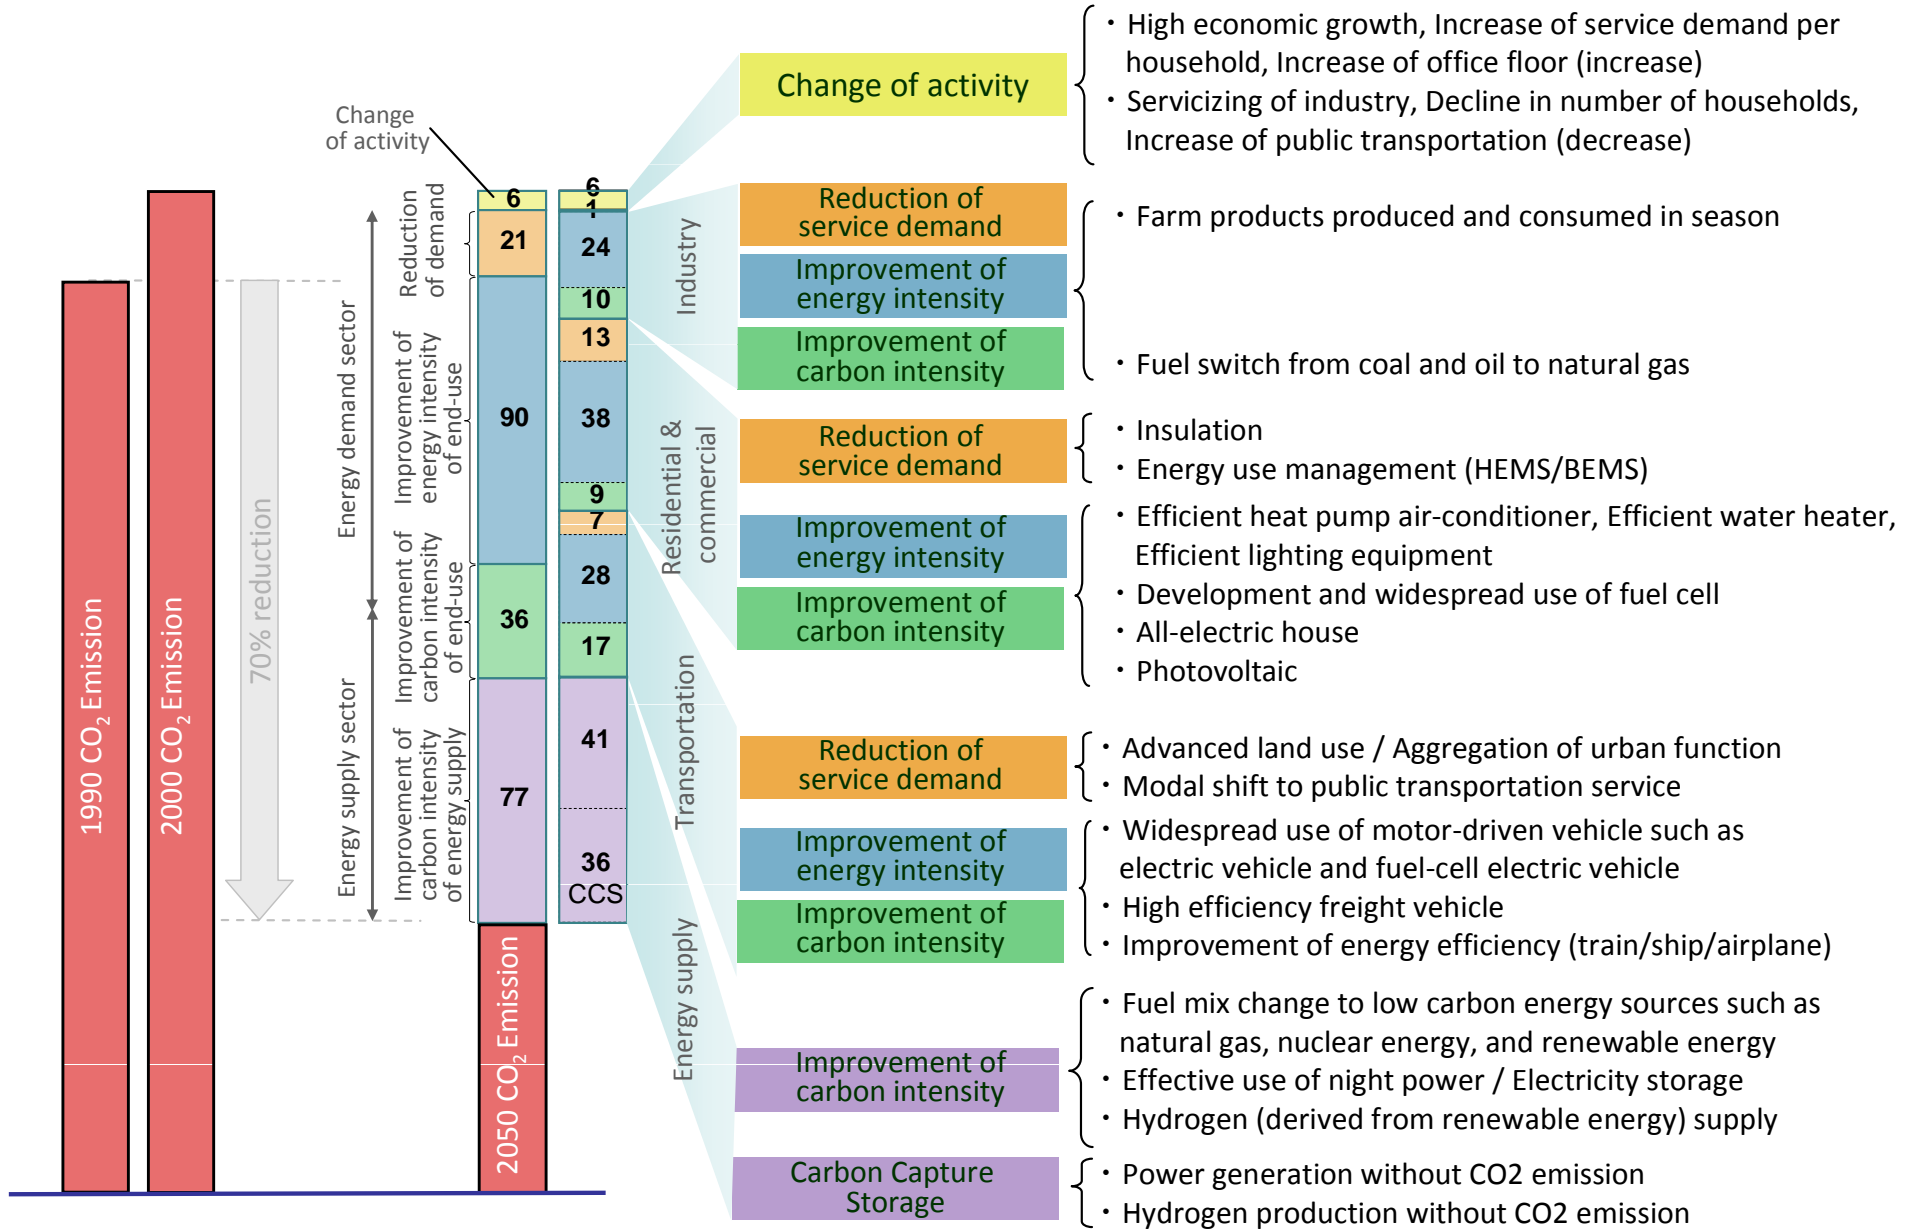 Change
of activity
1990 CO2 Emission
2000 CO2 Emission
70% reduction
Energy demand sector
Energy supply sector
Reduction
of demand
Improvement of
energy intensity
of end-use
Improvement of
carbon intensity
of end-use
Improvement of
carbon intensity
of energy supply
6
21
90
36
77
2050 CO2 Emission
6
1
24
10
13
38
9
7
28
17
41
36
CCS
Industry
Residential &
commercial
Transportation
Energy supply
Change of activity
・High economic growth, Increase of service demand per
household, Increase of office floor (increase)
・Servicizing of industry, Decline in number of households,
Increase of public transportation (decrease)
Reduction of
service demand
Improvement of
energy intensity
Improvement of
carbon intensity
・Farm products produced and consumed in season
・Fuel switch from coal and oil to natural gas
Reduction of
service demand
・Insulation
・Energy use management (HEMS/BEMS)
Improvement of
energy intensity
Improvement of
carbon intensity
・Efficient heat pump air-conditioner, Efficient water heater,
Efficient lighting equipment
・Development and widespread use of fuel cell
・All-electric house
・Photovoltaic
Reduction of
service demand
・Advanced land use / Aggregation of urban function
・Modal shift to public transportation service
Improvement of
energy intensity
Improvement of
carbon intensity
・Widespread use of motor-driven vehicle such as
electric vehicle and fuel-cell electric vehicle
・High efficiency freight vehicle
・Improvement of energy efficiency (train/ship/airplane)
Improvement of
carbon intensity
・Fuel mix change to low carbon energy sources such as
natural gas, nuclear energy, and renewable energy
・Effective use of night power / Electricity storage
・Hydrogen (derived from renewable energy) supply
Carbon Capture
Storage
・Power generation without CO2 emission
・Hydrogen production without CO2 emission